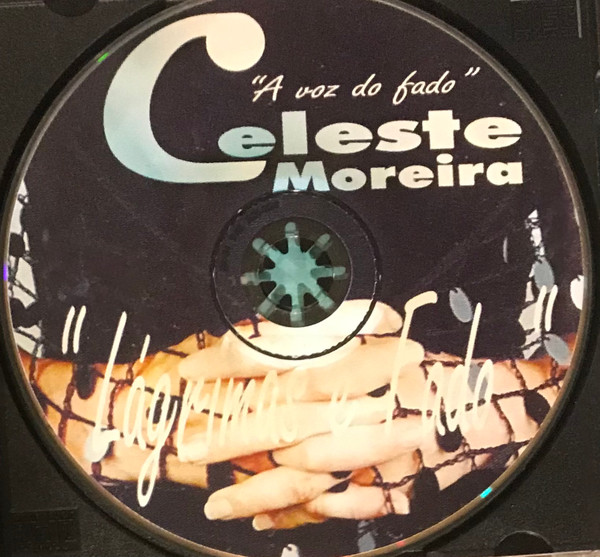 "A voz do fado"
Celeste
Moreira
"Lágrimas e Fado"